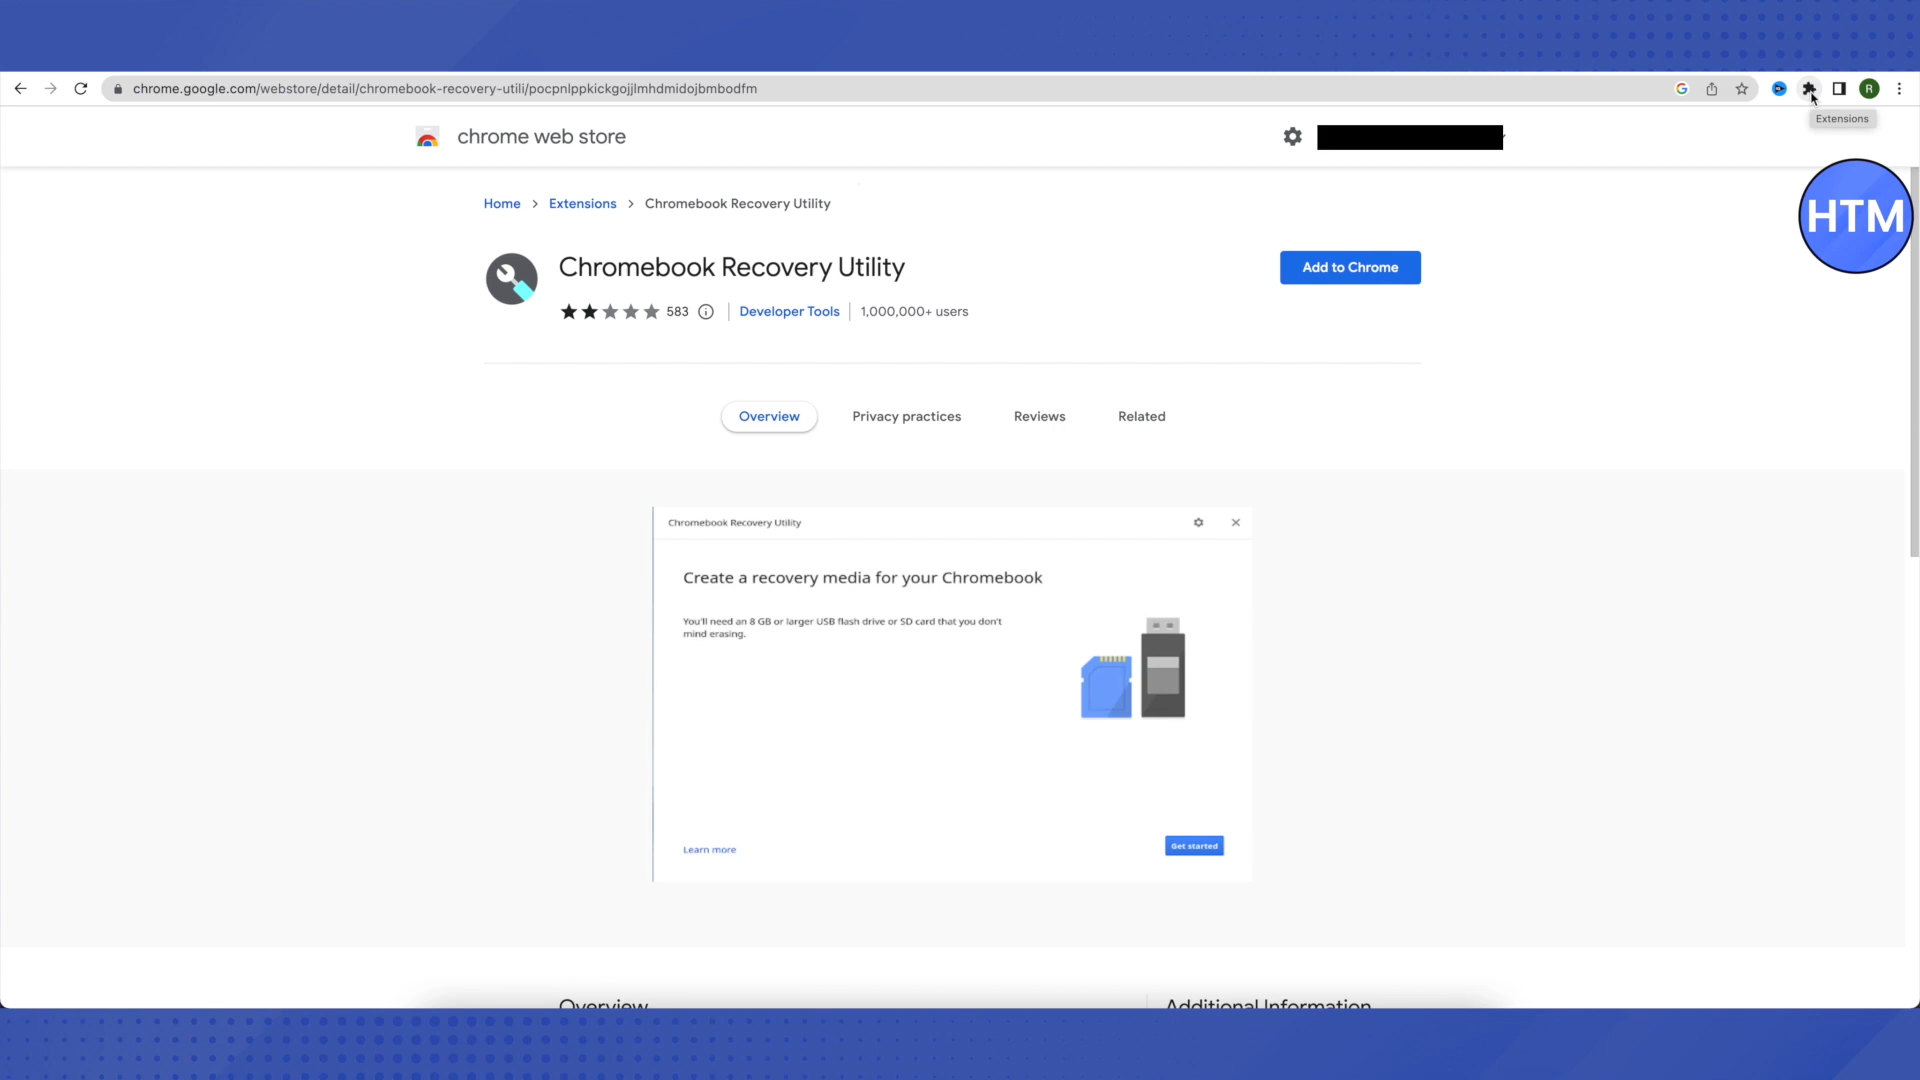 chrome.google.com/webstore/detail/chromebook-recovery-utili/pocpnlppkickgojjlmhdmidojbmbodfm
G
R
Extensions
chrome web store
HTM
Home > Extensions > Chromebook Recovery Utility
Chromebook Recovery Utility
Add to Chrome
583 Developer Tools 1,000,000+ users
Overview Privacy practices Reviews Related
Chromebook Recovery Utility
Create a recovery media for your Chromebook
You'll need an 8 GB or larger USB flash drive or SD card that you don't
mind erasing.
Learn more
Get started
Overview
Additional Information